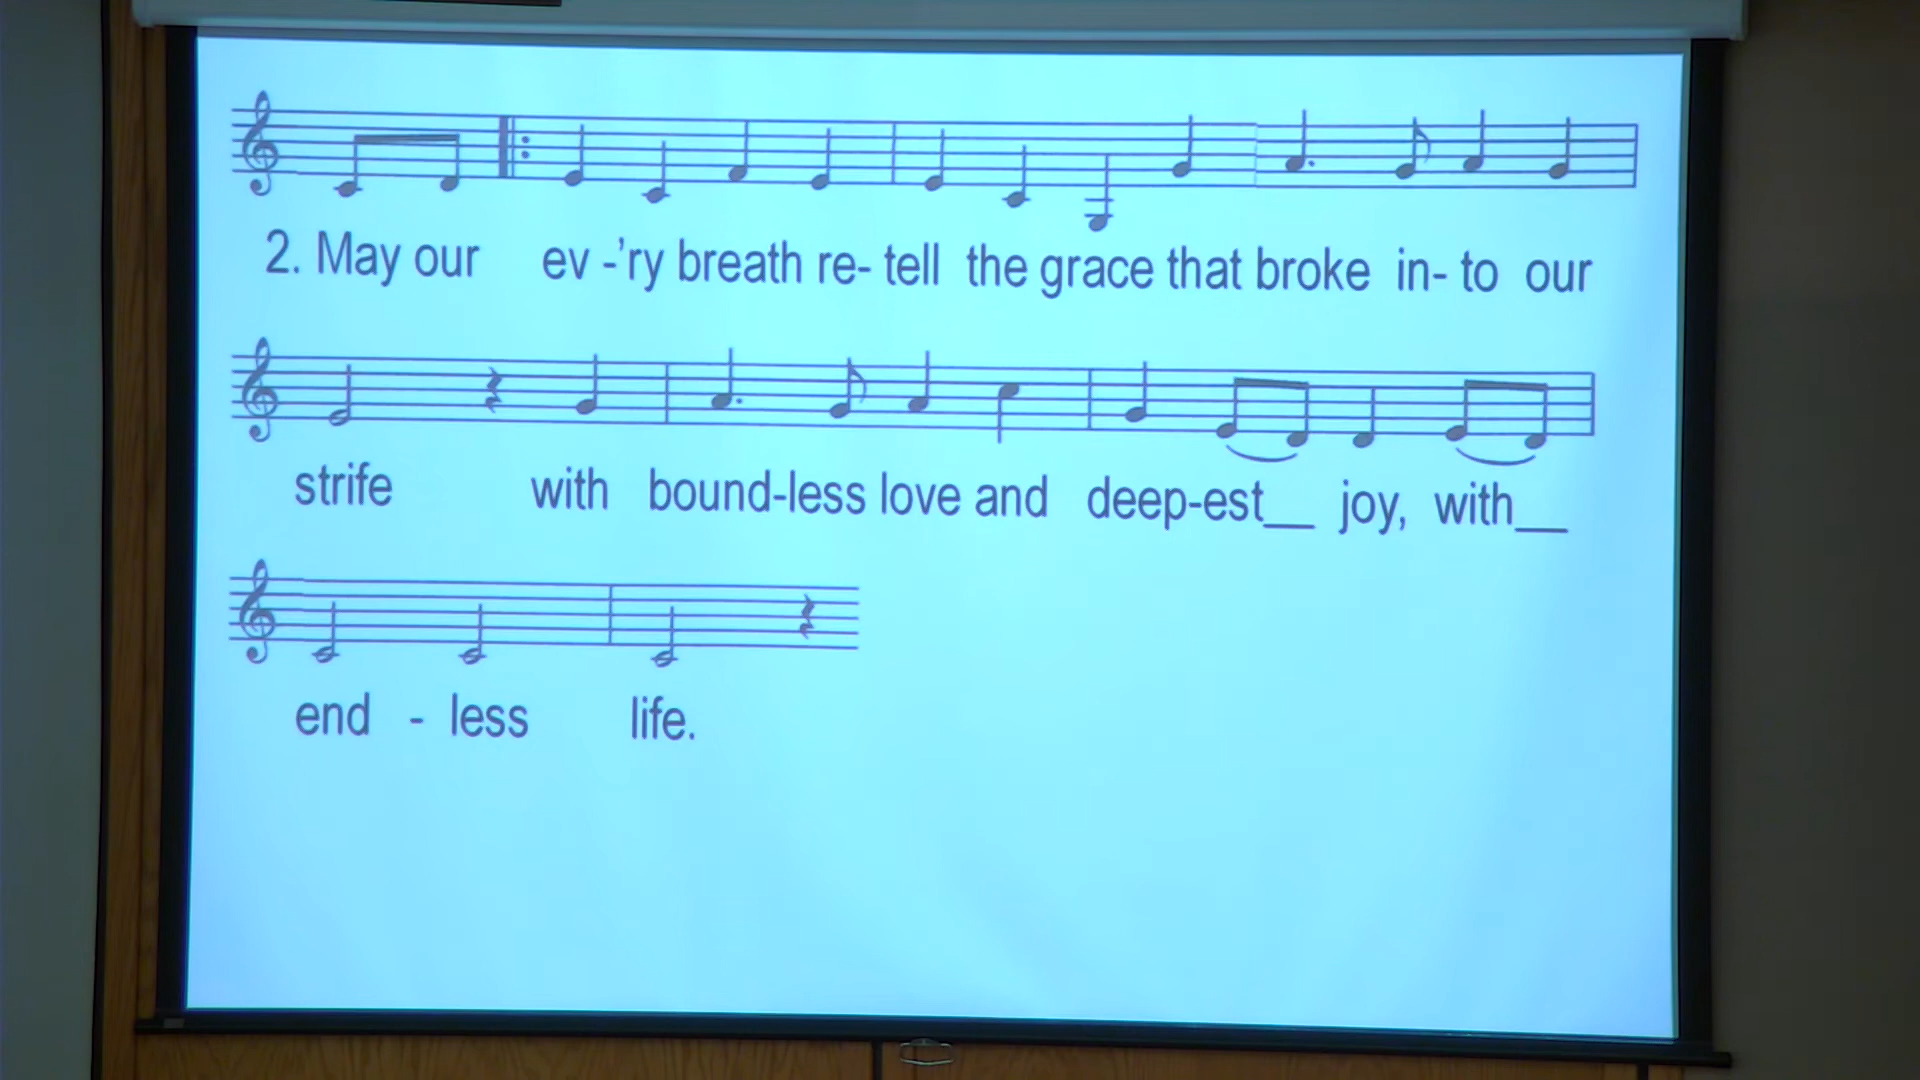 2. May our ev -'ry breath re- tell the grace that broke in- to our
strife with bound-less love and deep-est__ joy, with__
end - less life.